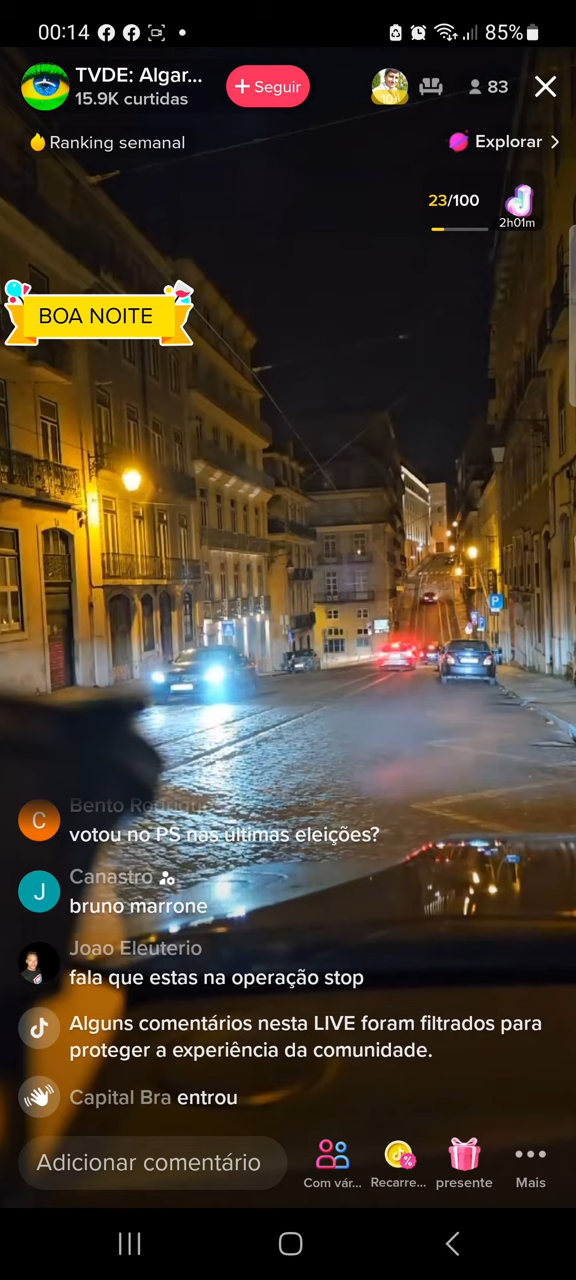 00:14
85%
TVDE: Algar...
15.9K curtidas
+ Seguir
83
Ranking semanal
Explorar >
23/100
2h01m
BOA NOITE
P
C
Bento Rodrigues
votou no PS nas últimas eleições?
J
Canastro
bruno marrone
Joao Eleuterio
fala que estas na operação stop
Alguns comentários nesta LIVE foram filtrados para
proteger a experiência da comunidade.
Capital Bra entrou
Adicionar comentário
Com vár...
Recarre...
presente
Mais